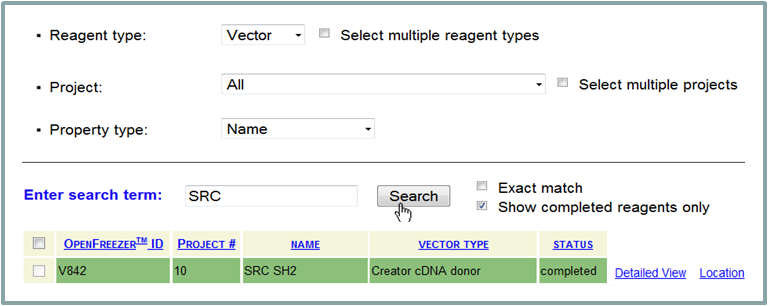 ▪ Reagent type: Vector Select multiple reagent types
▪ Project: All Select multiple projects
▪ Property type: Name
Enter search term: SRC Search Exact match
Show completed reagents only
OPENFREEZER™ ID PROJECT # NAME VECTOR TYPE STATUS
V842 10 SRC SH2 Creator cDNA donor completed Detailed View Location